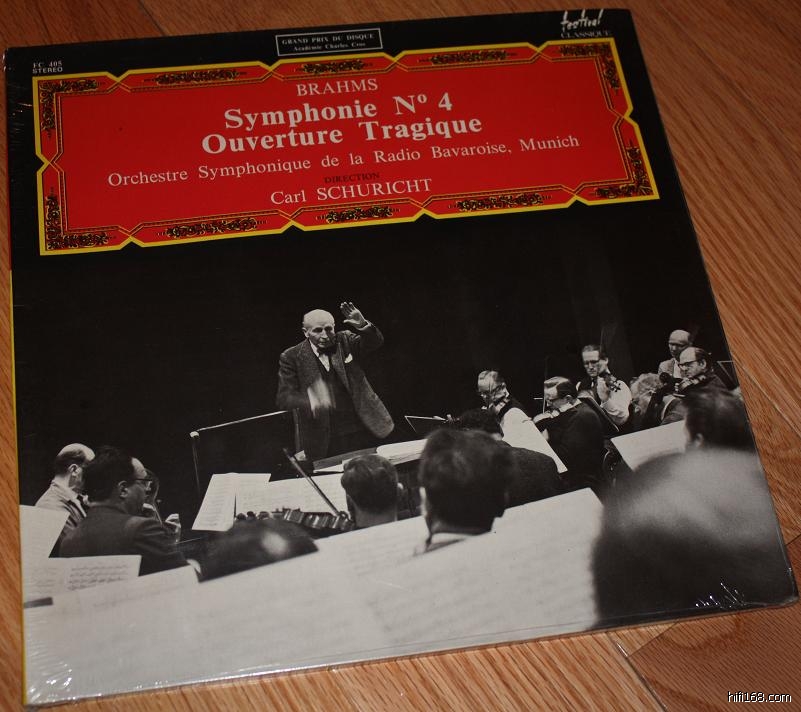 GRAND PRIX DU DISQUE
Académie Charles Cros
festival
CLASSIQUE
FC 405
STEREO
BRAHMS
Symphonie Nº 4
Ouverture Tragique
Orchestre Symphonique de la Radio Bavaroise, Munich
DIRECTION
Carl SCHURICHT
hifi168.com